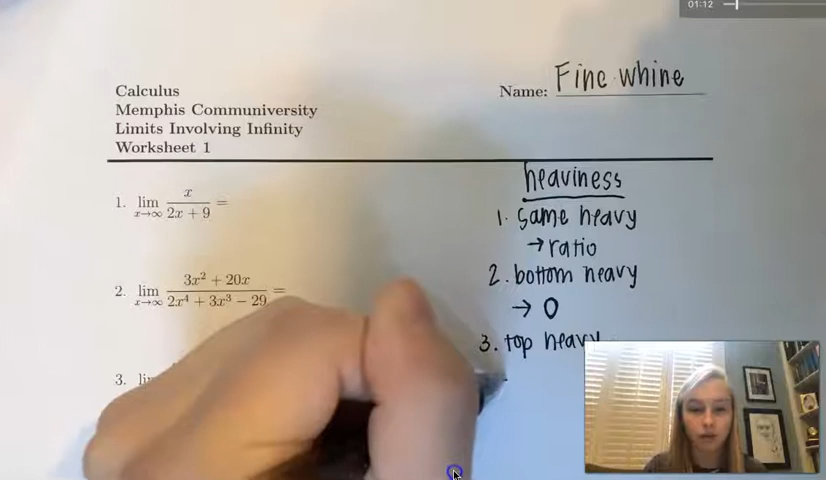 01:12
Calculus
Memphis Communiversity
Limits Involving Infinity
Worksheet 1
Name: Fine whine
heaviness
1. same heavy
→ ratio
2. bottom heavy
→ 0
3. top heavy
1. lim x→∞ x / 2x + 9 =
2. lim x→∞ 3x² + 20x / 2x⁴ + 3x³ − 29 =
3.